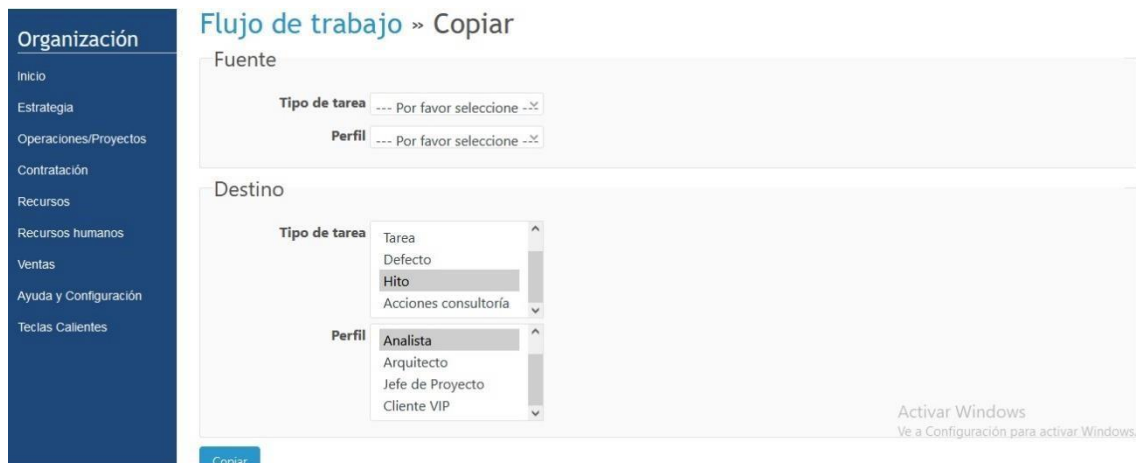 Organización
Inicio
Estrategia
Operaciones/Proyectos
Contratación
Recursos
Recursos humanos
Ventas
Ayuda y Configuración
Teclas Calientes
Flujo de trabajo » Copiar
Fuente
Tipo de tarea --- Por favor seleccione ---
Perfil --- Por favor seleccione ---
Destino
Tipo de tarea
Tarea
Defecto
Hito
Acciones consultoría
Perfil
Analista
Arquitecto
Jefe de Proyecto
Cliente VIP
Copiar
Activar Windows
Ve a Configuración para activar Windows.